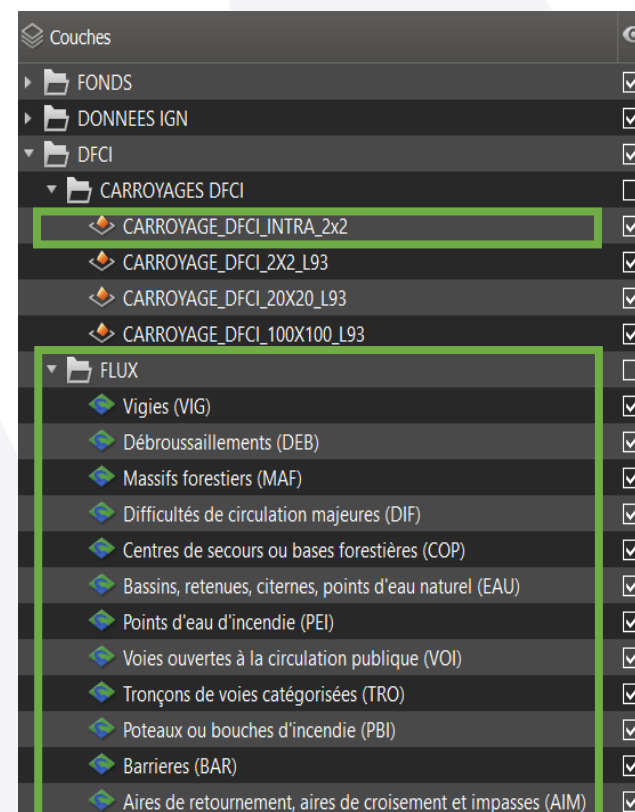 Couches
FONDS
DONNEES IGN
DFCI
CARROYAGES DFCI
CARROYAGE_DFCI_INTRA_2x2
CARROYAGE_DFCI_2X2_L93
CARROYAGE_DFCI_20X20_L93
CARROYAGE_DFCI_100X100_L93
FLUX
Vigies (VIG)
Débroussaillements (DEB)
Massifs forestiers (MAF)
Difficultés de circulation majeures (DIF)
Centres de secours ou bases forestières (COP)
Bassins, retenues, citernes, points d'eau naturel (EAU)
Points d'eau d'incendie (PEI)
Voies ouvertes à la circulation publique (VOI)
Tronçons de voies catégorisées (TRO)
Poteaux ou bouches d'incendie (PBI)
Barrieres (BAR)
Aires de retournement, aires de croisement et impasses (AIM)